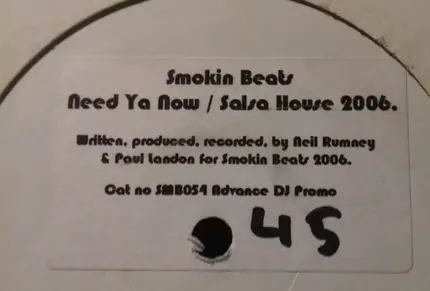 Smokin Beats
Need Ya Now / Salsa House 2006.
Written, produced, recorded, by Neil Rumney
& Paul Landon for Smokin Beats 2006.
Cat no SMB054 Advance DJ Promo
45